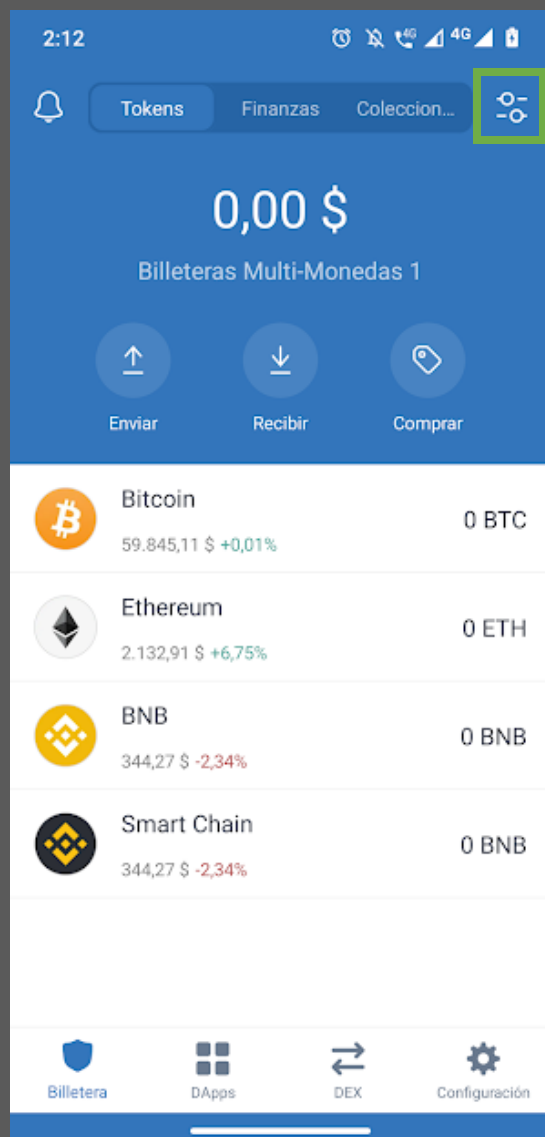 2:12 4G 4G
Tokens Finanzas Coleccion...
0,00 $
Billeteras Multi-Monedas 1
Enviar Recibir Comprar
Bitcoin
59.845,11 $ +0,01%
0 BTC
Ethereum
2.132,91 $ +6,75%
0 ETH
BNB
344,27 $ -2,34%
0 BNB
Smart Chain
344,27 $ -2,34%
0 BNB
Billetera DApps DEX Configuración